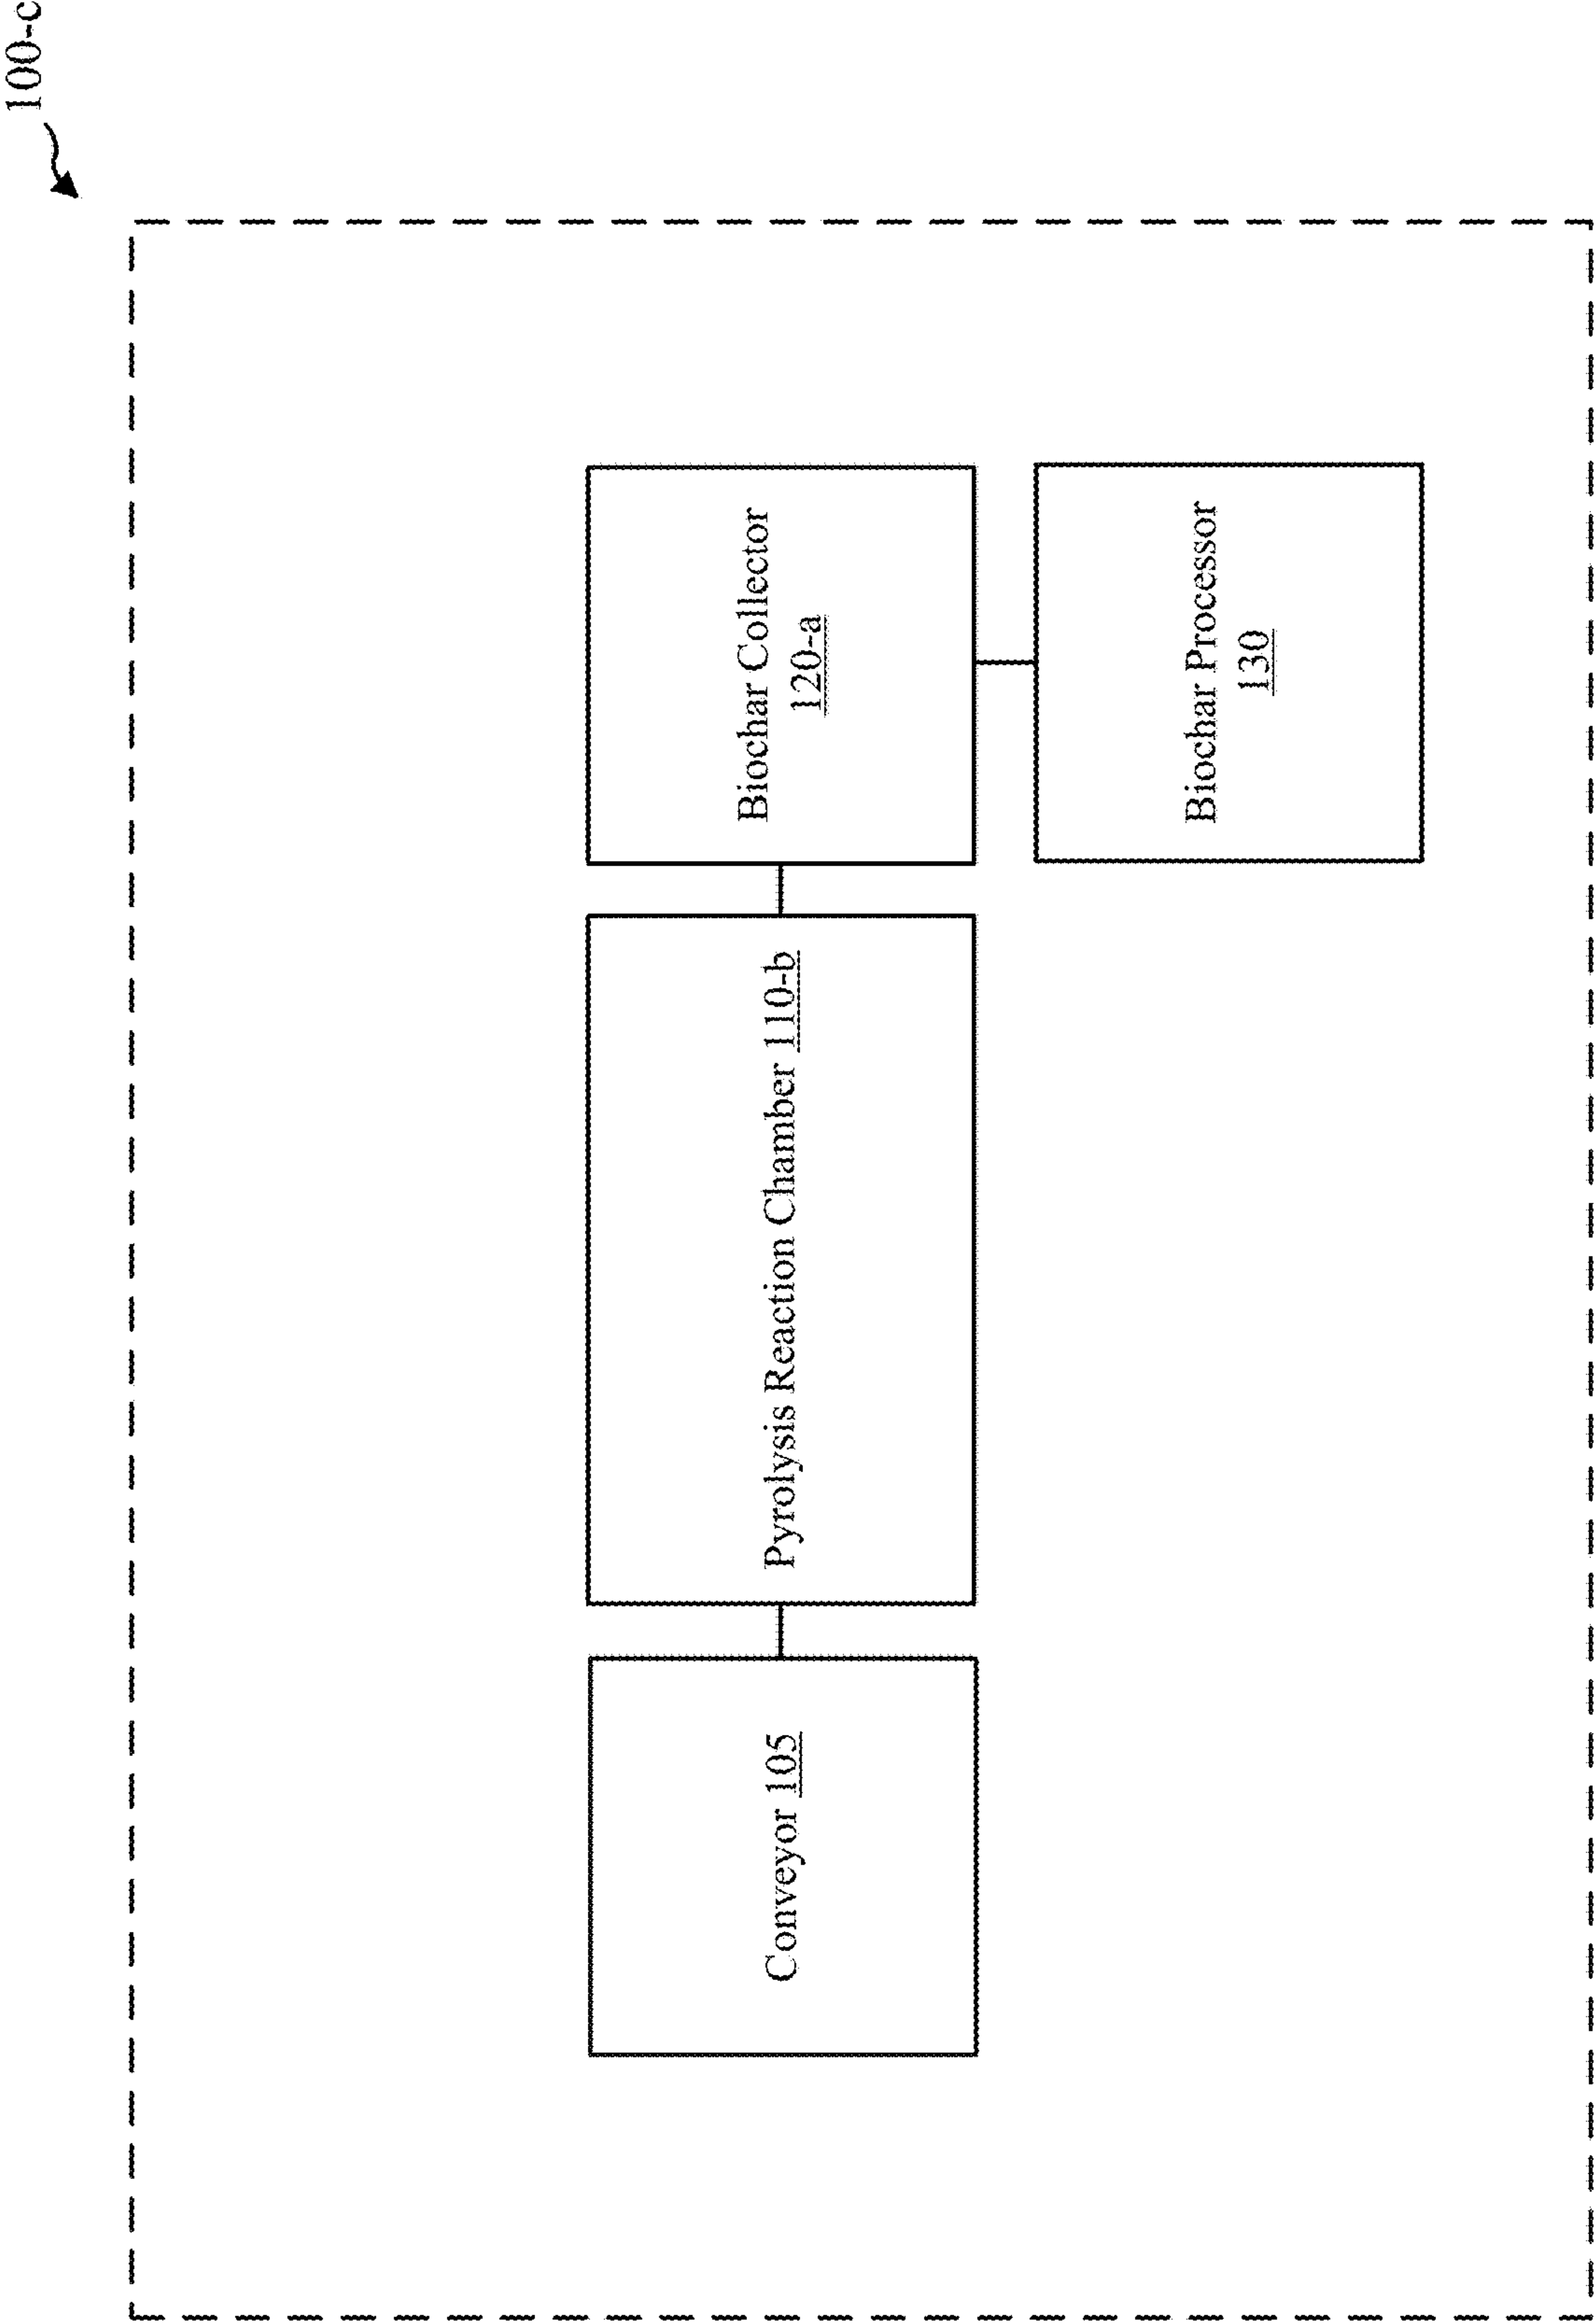 100-c
Conveyor 105
Pyrolysis Reaction Chamber 110-b
Biochar Collector
120-a
Biochar Processor
130